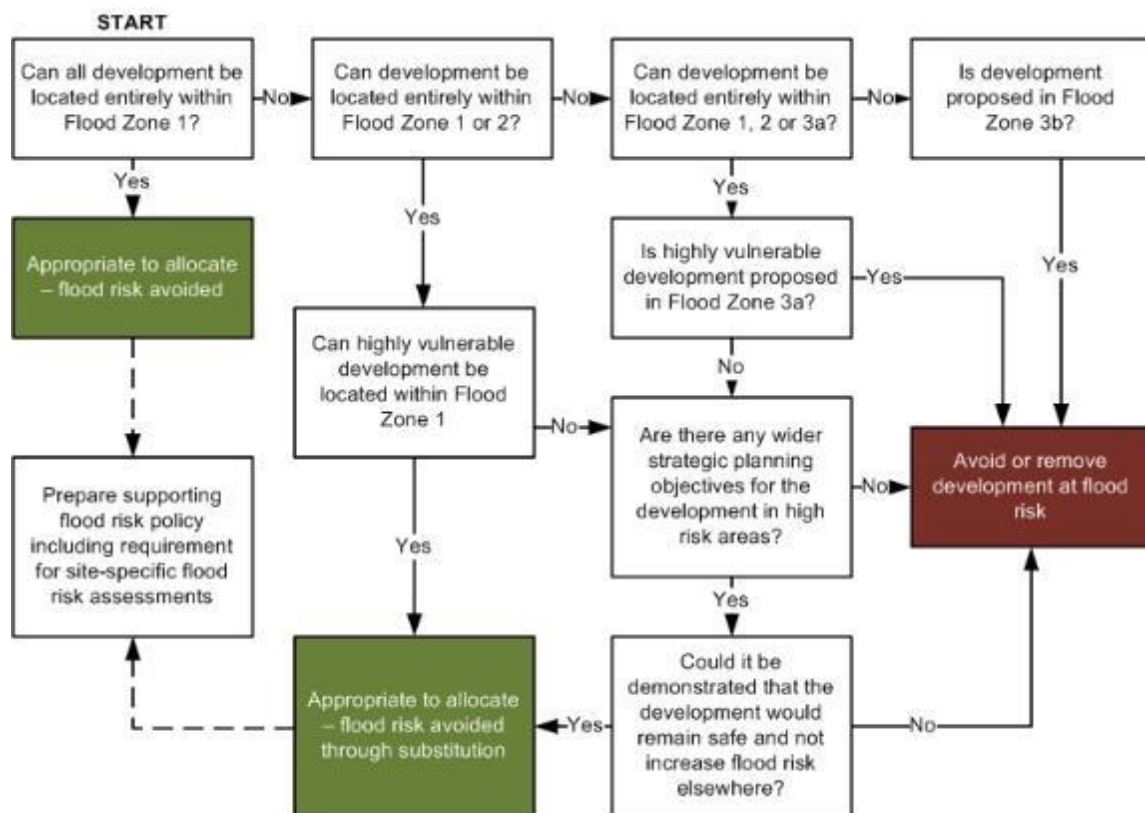 START
Can all development be
located entirely within
Flood Zone 1?
No
Can development be
located entirely within
Flood Zone 1 or 2?
No
Can development be
located entirely within
Flood Zone 1, 2 or 3a?
No
Is development
proposed in Flood
Zone 3b?
Yes
Yes
Yes
Yes
Appropriate to allocate
– flood risk avoided
Is highly vulnerable
development proposed
in Flood Zone 3a?
Yes
No
Can highly vulnerable
development be
located within Flood
Zone 1
No
Yes
Are there any wider
strategic planning
objectives for the
development in high
risk areas?
No
Yes
Avoid or remove
development at flood
risk
Prepare supporting
flood risk policy
including requirement
for site-specific flood
risk assessments
Appropriate to allocate
– flood risk avoided
through substitution
Yes
Could it be
demonstrated that the
development would
remain safe and not
increase flood risk
elsewhere?
No